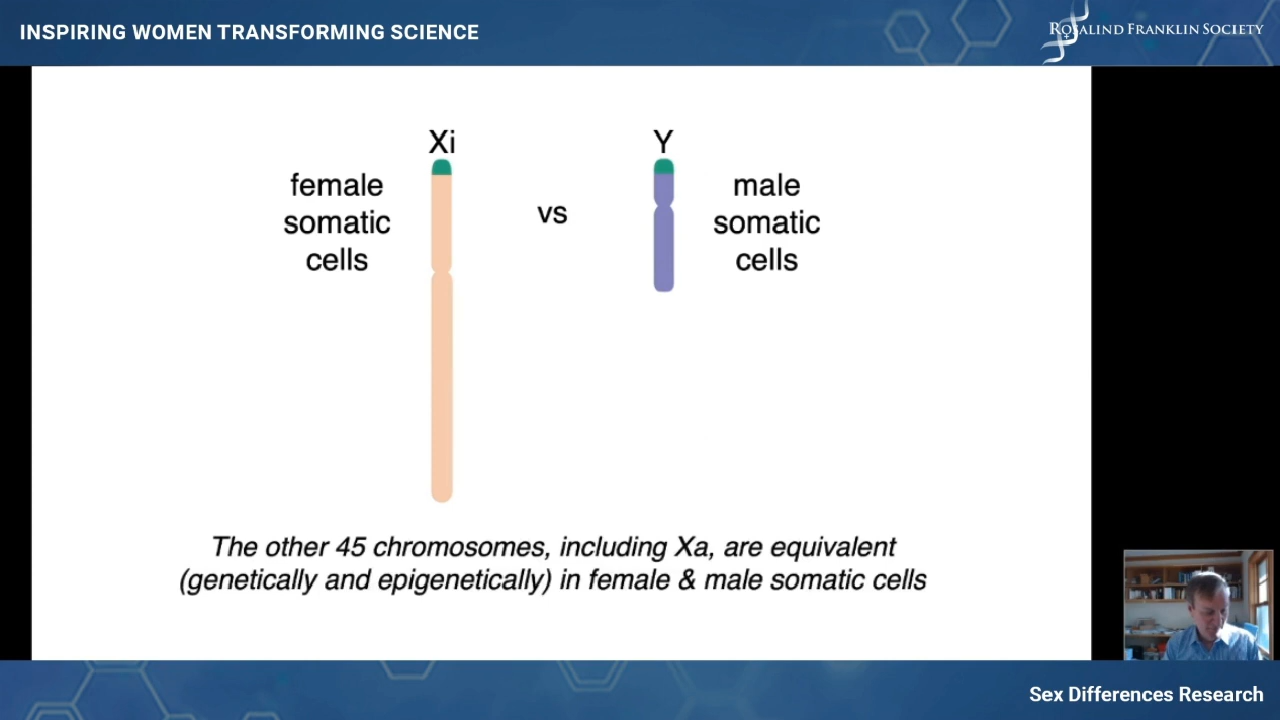 INSPIRING WOMEN TRANSFORMING SCIENCE
ROSALIND FRANKLIN SOCIETY
Xi
Y
female
somatic
cells
vs
male
somatic
cells
The other 45 chromosomes, including Xa, are equivalent
(genetically and epigenetically) in female & male somatic cells
Sex Differences Research